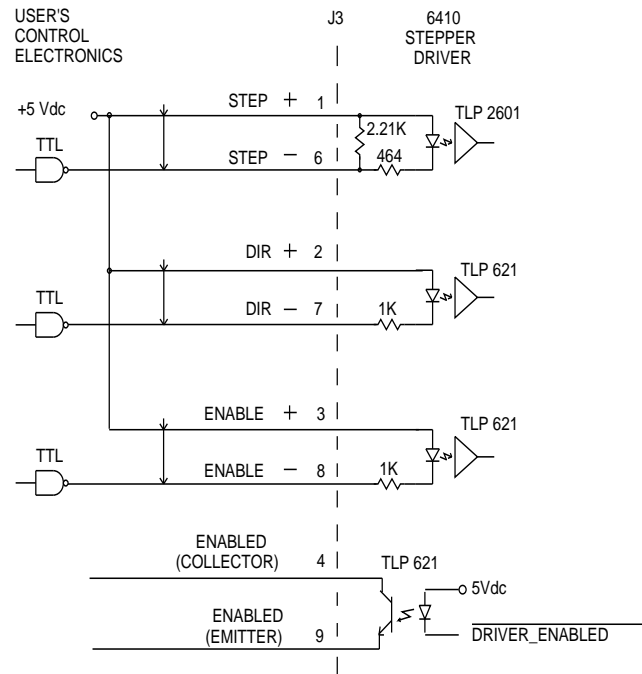 USER'S
CONTROL
ELECTRONICS
J3
6410
STEPPER
DRIVER
+5 Vdc
STEP + 1
TLP 2601
2.21K
TTL
STEP − 6
464
DIR + 2
TLP 621
TTL
DIR − 7
1K
ENABLE + 3
TLP 621
TTL
ENABLE − 8
1K
ENABLED
(COLLECTOR) 4
TLP 621
5Vdc
ENABLED
(EMITTER) 9
DRIVER_ENABLED